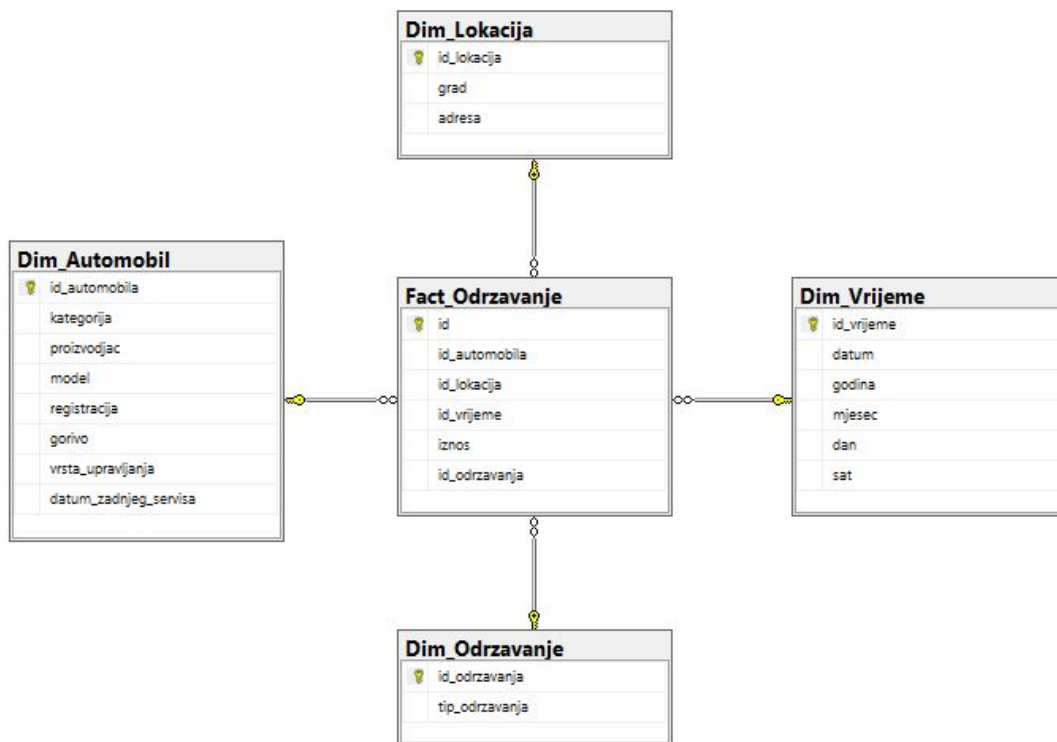 Dim_Lokacija
id_lokacija
grad
adresa
Dim_Automobil
id_automobila
kategorija
proizvodjac
model
registracija
gorivo
vrsta_upravljanja
datum_zadnjeg_servisa
Fact_Odrzavanje
id
id_automobila
id_lokacija
id_vrijeme
iznos
id_odrzavanja
Dim_Vrijeme
id_vrijeme
datum
godina
mjesec
dan
sat
Dim_Odrzavanje
id_odrzavanja
tip_odrzavanja